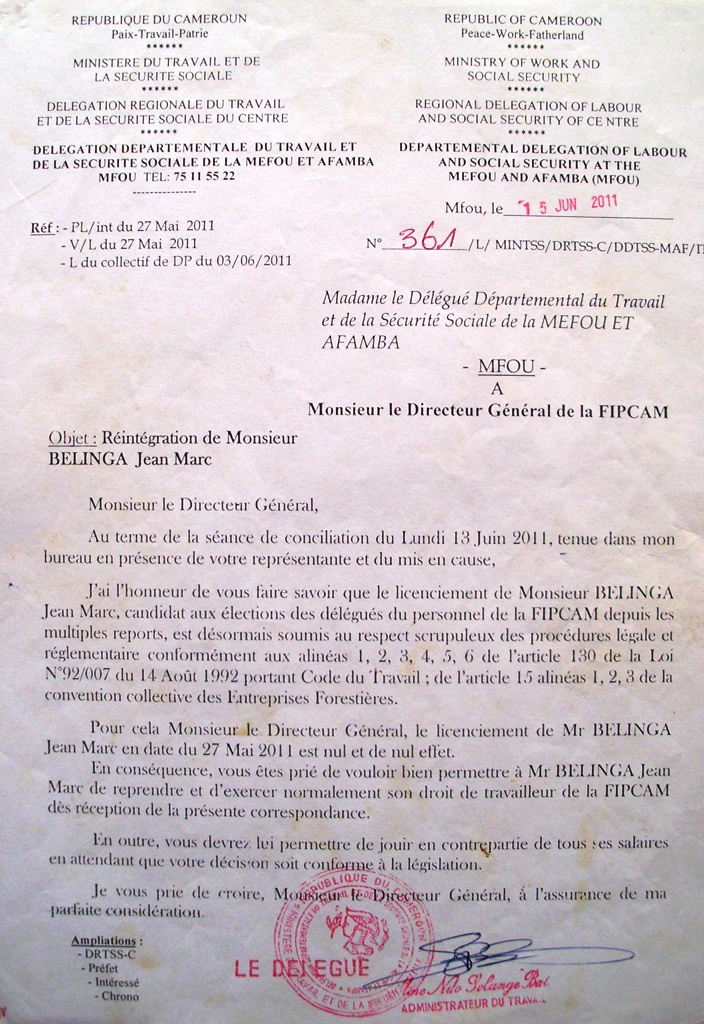 REPUBLIQUE DU CAMEROUN
Paix-Travail-Patrie
******
MINISTERE DU TRAVAIL ET DE
LA SECURITE SOCIALE
******
DELEGATION REGIONALE DU TRAVAIL
ET DE LA SECURITE SOCIALE DU CENTRE
******
DELEGATION DEPARTEMENTALE DU TRAVAIL ET
DE LA SECURITE SOCIALE DE LA MEFOU ET AFAMBA
MFOU TEL: 75 11 55 22
---------------
REPUBLIC OF CAMEROON
Peace-Work-Fatherland
******
MINISTRY OF WORK AND
SOCIAL SECURITY
******
REGIONAL DELEGATION OF LABOUR
AND SOCIAL SECURITY OF CENTRE
******
DEPARTEMENTAL DELEGATION OF LABOUR
AND SOCIAL SECURITY AT THE
MEFOU AND AFAMBA (MFOU)
Mfou, le 15 JUN 2011
Réf : - PL/int du 27 Mai 2011
- V/L du 27 Mai 2011
- L du collectif de DP du 03/06/2011
N° 361 /L/ MINTSS/DRTSS-C/DDTSS-MAF/IT
Madame le Délégué Départemental du Travail
et de la Sécurité Sociale de la MEFOU ET
AFAMBA
- MFOU -
A
Monsieur le Directeur Général de la FIPCAM
Objet : Réintégration de Monsieur
BELINGA Jean Marc
Monsieur le Directeur Général,
Au terme de la séance de conciliation du Lundi 13 Juin 2011, tenue dans mon
bureau en présence de votre représentante et du mis en cause,
J'ai l'honneur de vous faire savoir que le licenciement de Monsieur BELINGA
Jean Marc, candidat aux élections des délégués du personnel de la FIPCAM depuis les
multiples reports, est désormais soumis au respect scrupuleux des procédures légale et
réglementaire conformément aux alinéas 1, 2, 3, 4, 5, 6 de l'article 130 de la Loi
N°92/007 du 14 Août 1992 portant Code du Travail ; de l'article 15 alinéas 1, 2, 3 de la
convention collective des Entreprises Forestières.
Pour cela Monsieur le Directeur Général, le licenciement de Mr BELINGA
Jean Marc en date du 27 Mai 2011 est nul et de nul effet.
En conséquence, vous êtes prié de vouloir bien permettre à Mr BELINGA Jean
Marc de reprendre et d'exercer normalement son droit de travailleur de la FIPCAM
dès réception de la présente correspondance.
En outre, vous devrez lui permettre de jouir en contrepartie de tous ses salaires
en attendant que votre décision soit conforme à la législation.
Je vous prie de croire, Monsieur le Directeur Général, à l'assurance de ma
parfaite considération.
Ampliations :
- DRTSS-C
- Préfet
- Intéressé
- Chrono
REPUBLIQUE DU CAMEROUN
LE DELEGUE
Mme Nilo Solange Bai
ADMINISTRATEUR DU TRAVAIL